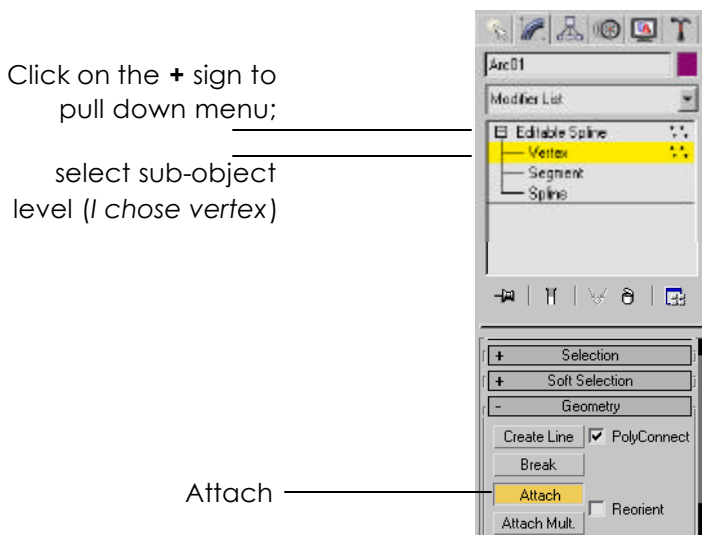 Click on the + sign to
pull down menu;
select sub-object
level (I chose vertex)
Attach
Arc01
Modifier List
Editable Spline
Vertex
Segment
Spline
+ Selection
+ Soft Selection
- Geometry
Create Line PolyConnect
Break
Attach
Reorient
Attach Mult.